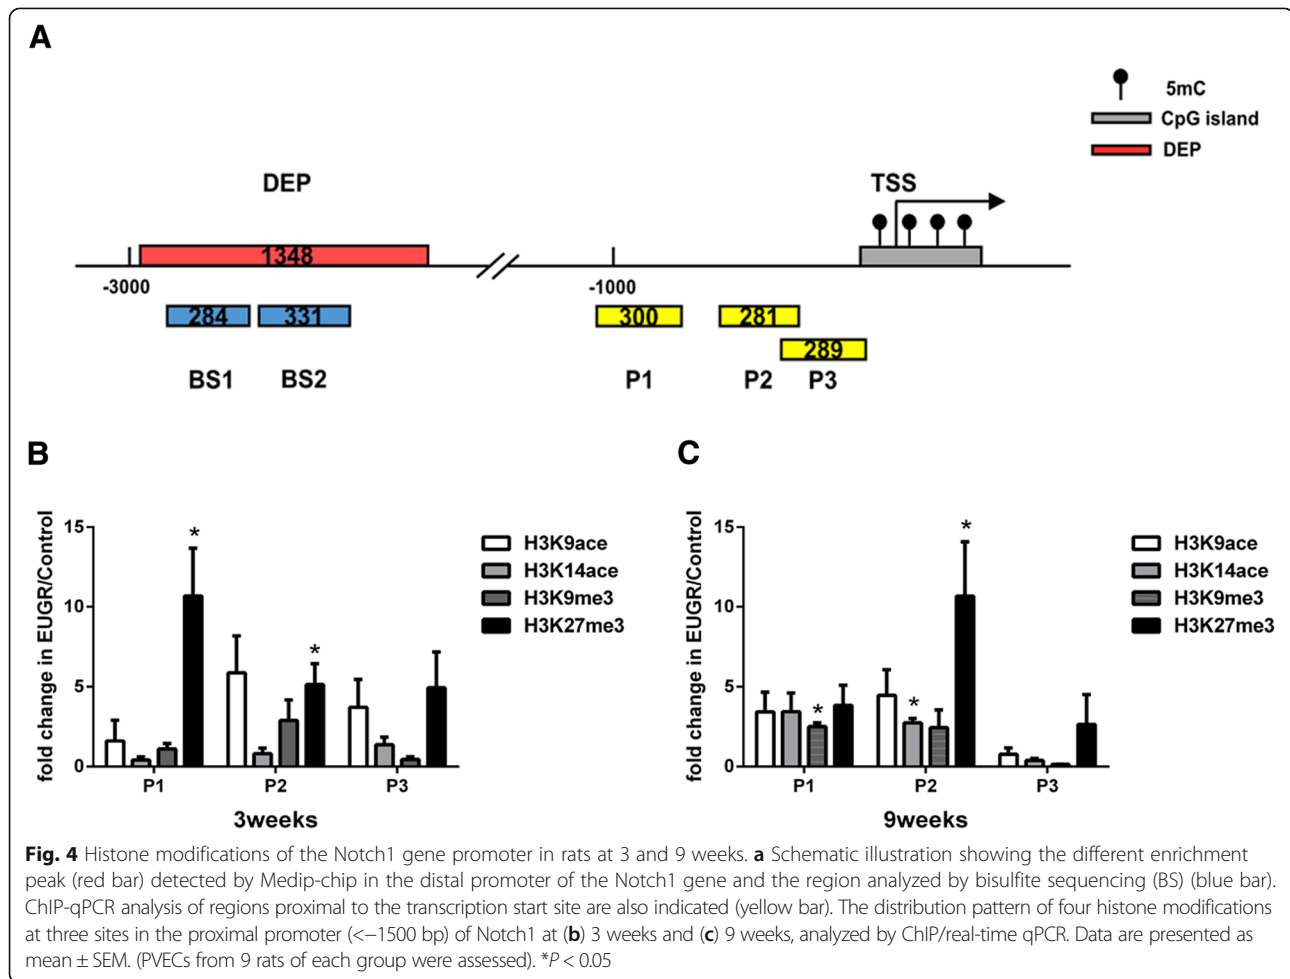 A
5mC
CpG island
DEP
DEP
TSS
1348
-3000
-1000
284
331
300
281
289
BS1
BS2
P1
P2
P3
B
fold change in EUGR/Control
15
10
5
0
*
*
P1
P2
P3
3weeks
H3K9ace
H3K14ace
H3K9me3
H3K27me3
C
fold change in EUGR/Control
15
10
5
0
*
*
*
P1
P2
P3
9weeks
H3K9ace
H3K14ace
H3K9me3
H3K27me3
Fig. 4 Histone modifications of the Notch1 gene promoter in rats at 3 and 9 weeks. a Schematic illustration showing the different enrichment
peak (red bar) detected by Medip-chip in the distal promoter of the Notch1 gene and the region analyzed by bisulfite sequencing (BS) (blue bar).
ChIP-qPCR analysis of regions proximal to the transcription start site are also indicated (yellow bar). The distribution pattern of four histone modifications
at three sites in the proximal promoter (<−1500 bp) of Notch1 at (b) 3 weeks and (c) 9 weeks, analyzed by ChIP/real-time qPCR. Data are presented as
mean ± SEM. (PVECs from 9 rats of each group were assessed). *P < 0.05